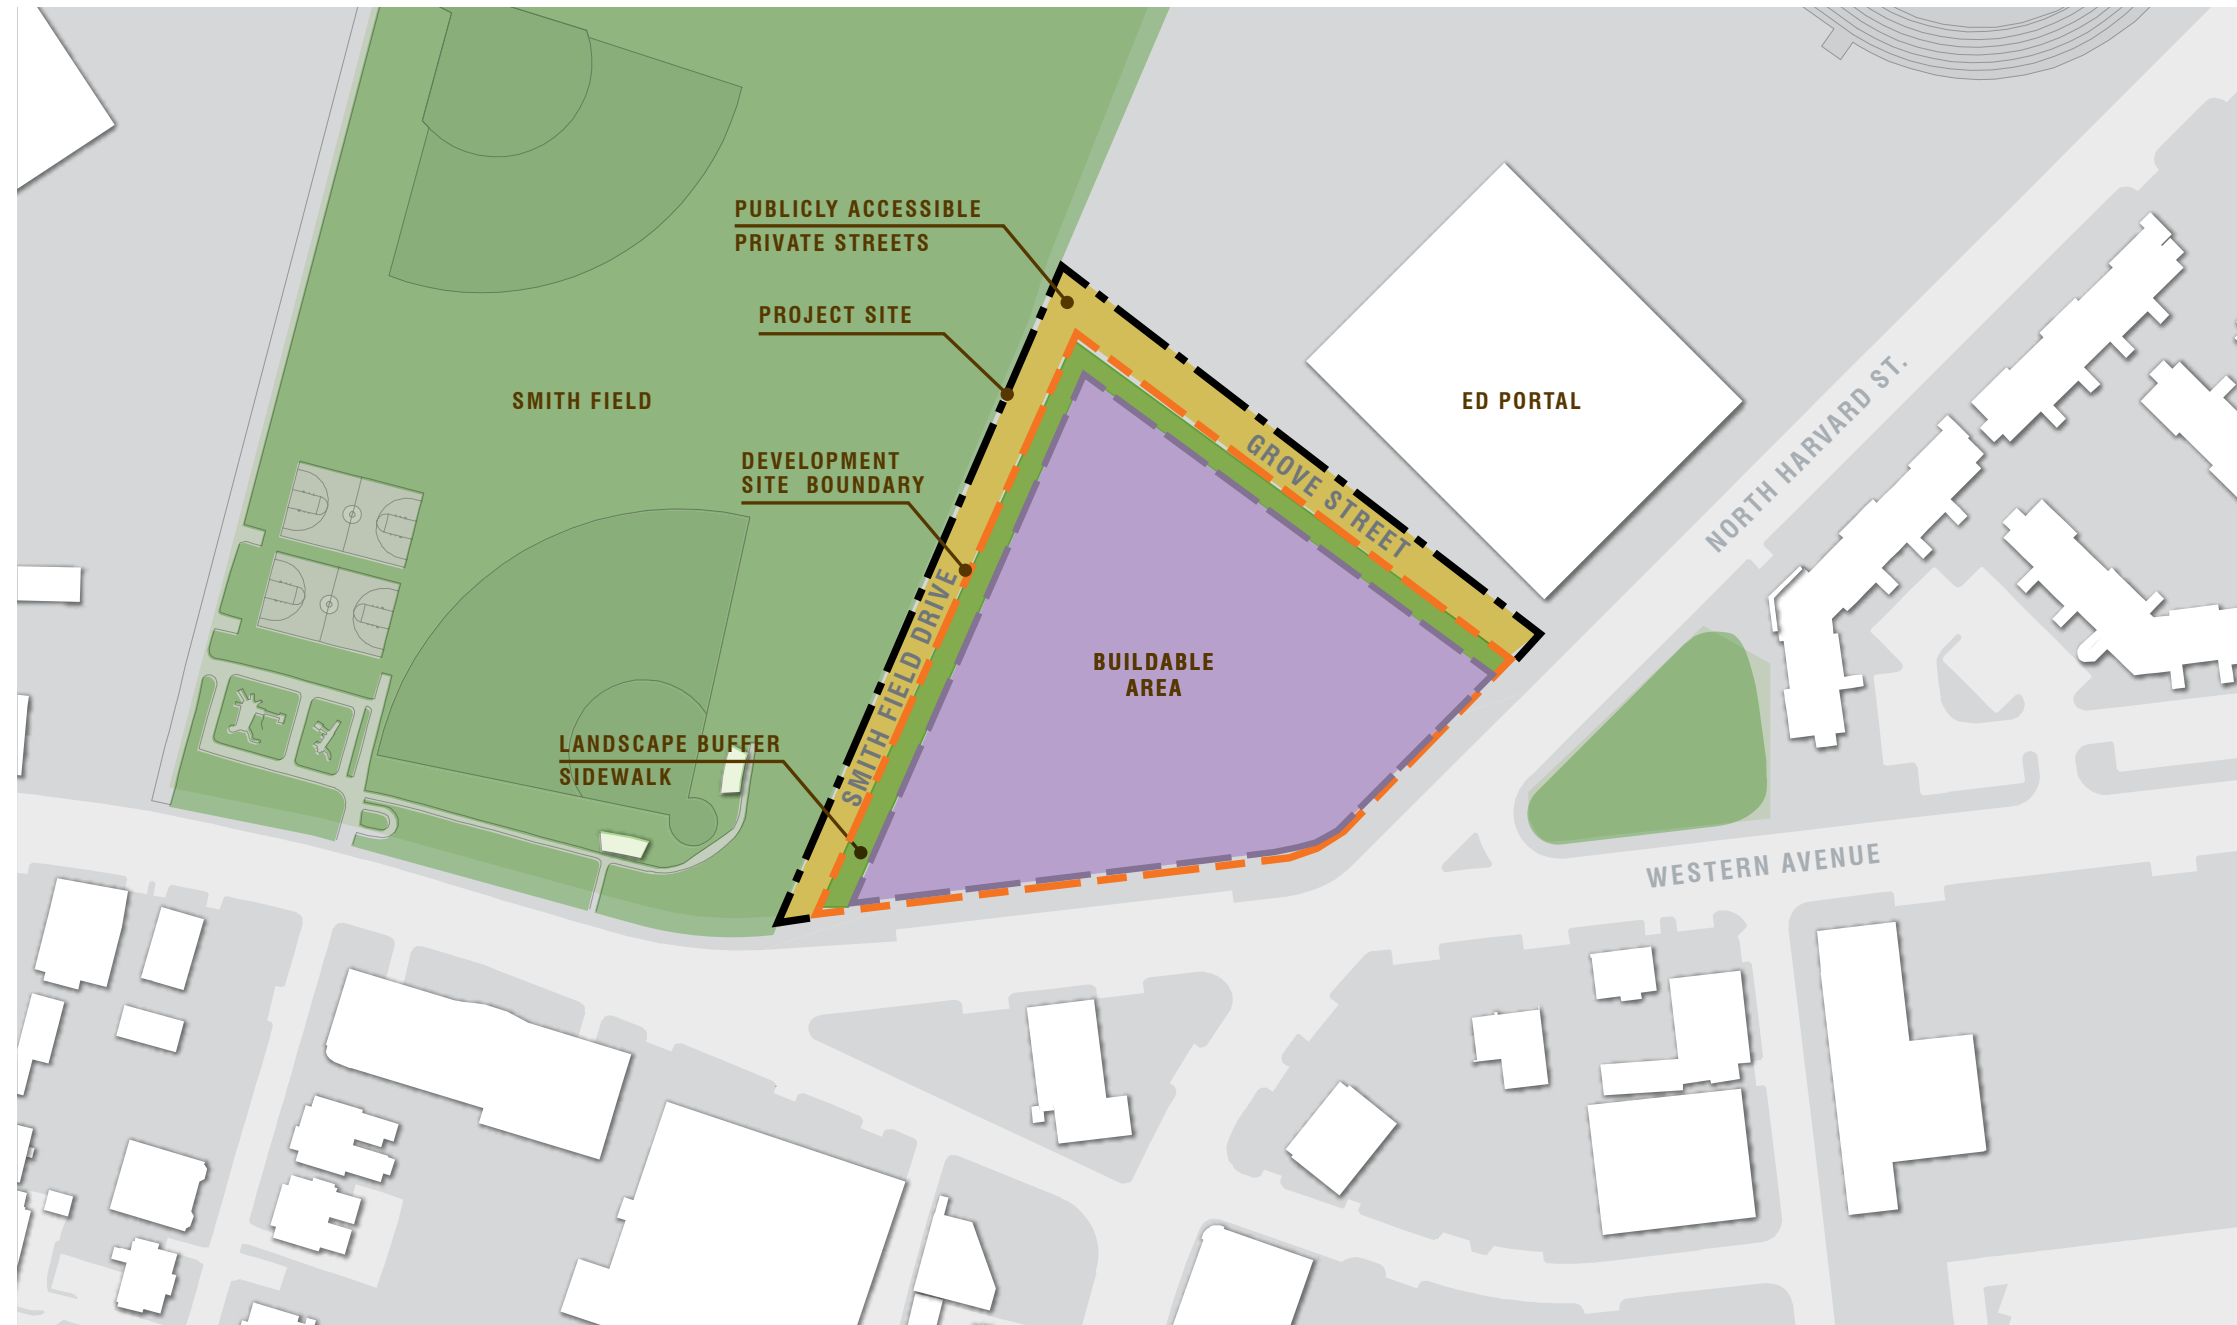 PUBLICLY ACCESSIBLE
PRIVATE STREETS
PROJECT SITE
SMITH FIELD
ED PORTAL
NORTH HARVARD ST.
DEVELOPMENT
SITE BOUNDARY
GROVE STREET
SMITH FIELD DRIVE
BUILDABLE
AREA
LANDSCAPE BUFFER
SIDEWALK
WESTERN AVENUE